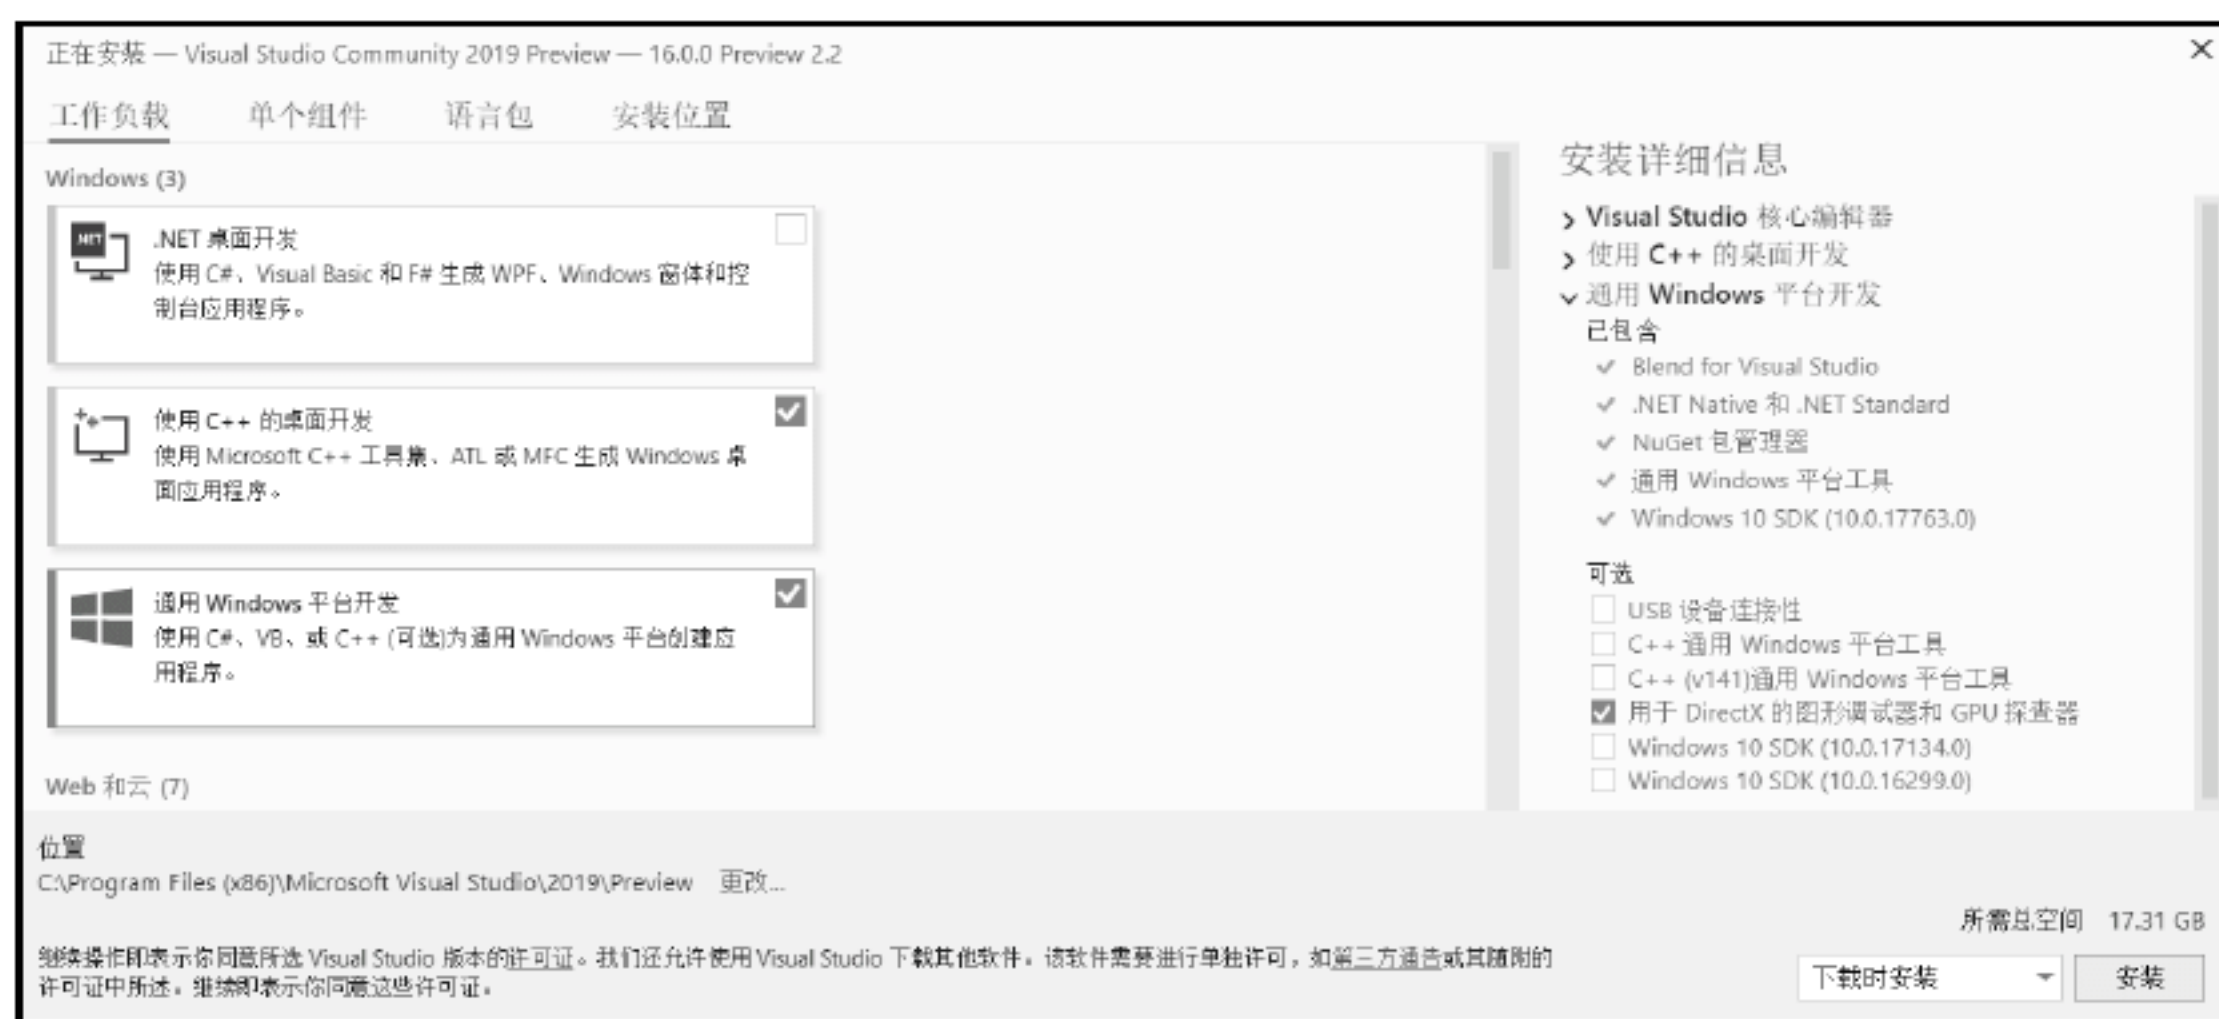 正在安装 — Visual Studio Community 2019 Preview — 16.0.0 Preview 2.2
工作负载 单个组件 语言包 安装位置
Windows (3)
.NET
.NET 桌面开发
使用 C#、Visual Basic 和 F# 生成 WPF、Windows 窗体和控
制台应用程序。
使用 C++ 的桌面开发
使用 Microsoft C++ 工具集、ATL 或 MFC 生成 Windows 桌
面应用程序。
通用 Windows 平台开发
使用 C#、VB、或 C++ (可选)为通用 Windows 平台创建应
用程序。
Web 和云 (7)
安装详细信息
Visual Studio 核心编辑器
使用 C++ 的桌面开发
通用 Windows 平台开发
已包含
Blend for Visual Studio
.NET Native 和 .NET Standard
NuGet 包管理器
通用 Windows 平台工具
Windows 10 SDK (10.0.17763.0)
可选
USB 设备连接性
C++ 通用 Windows 平台工具
C++ (v141)通用 Windows 平台工具
用于 DirectX 的图形调试器和 GPU 探查器
Windows 10 SDK (10.0.17134.0)
Windows 10 SDK (10.0.16299.0)
位置
C:\Program Files (x86)\Microsoft Visual Studio\2019\Preview 更改...
所需总空间 17.31 GB
继续操作即表示你同意所选 Visual Studio 版本的许可证。我们还允许使用 Visual Studio 下载其他软件。该软件需要进行单独许可，如第三方通告或其随附的
许可证中所述。继续即表示你同意这些许可证。
下载时安装 安装